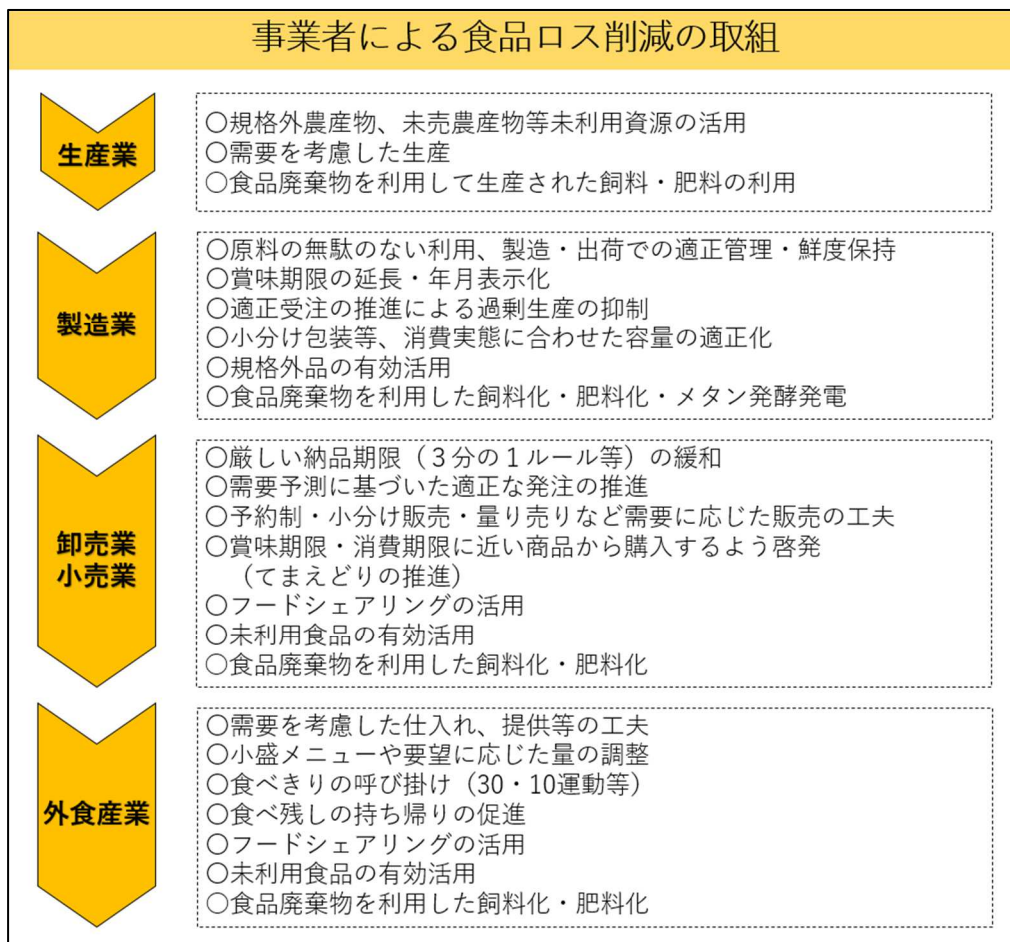 事業者による食品ロス削減の取組
生産業
○規格外農産物、未売農産物等未利用資源の活用
○需要を考慮した生産
○食品廃棄物を利用して生産された飼料・肥料の利用
製造業
○原料の無駄のない利用、製造・出荷での適正管理・鮮度保持
○賞味期限の延長・年月表示化
○適正受注の推進による過剰生産の抑制
○小分け包装等、消費実態に合わせた容量の適正化
○規格外品の有効活用
○食品廃棄物を利用した飼料化・肥料化・メタン発酵発電
卸売業
小売業
○厳しい納品期限（３分の１ルール等）の緩和
○需要予測に基づいた適正な発注の推進
○予約制・小分け販売・量り売りなど需要に応じた販売の工夫
○賞味期限・消費期限に近い商品から購入するよう啓発
（てまえどりの推進）
○フードシェアリングの活用
○未利用食品の有効活用
○食品廃棄物を利用した飼料化・肥料化
外食産業
○需要を考慮した仕入れ、提供等の工夫
○小盛メニューや要望に応じた量の調整
○食べきりの呼び掛け（30・10運動等）
○食べ残しの持ち帰りの促進
○フードシェアリングの活用
○未利用食品の有効活用
○食品廃棄物を利用した飼料化・肥料化